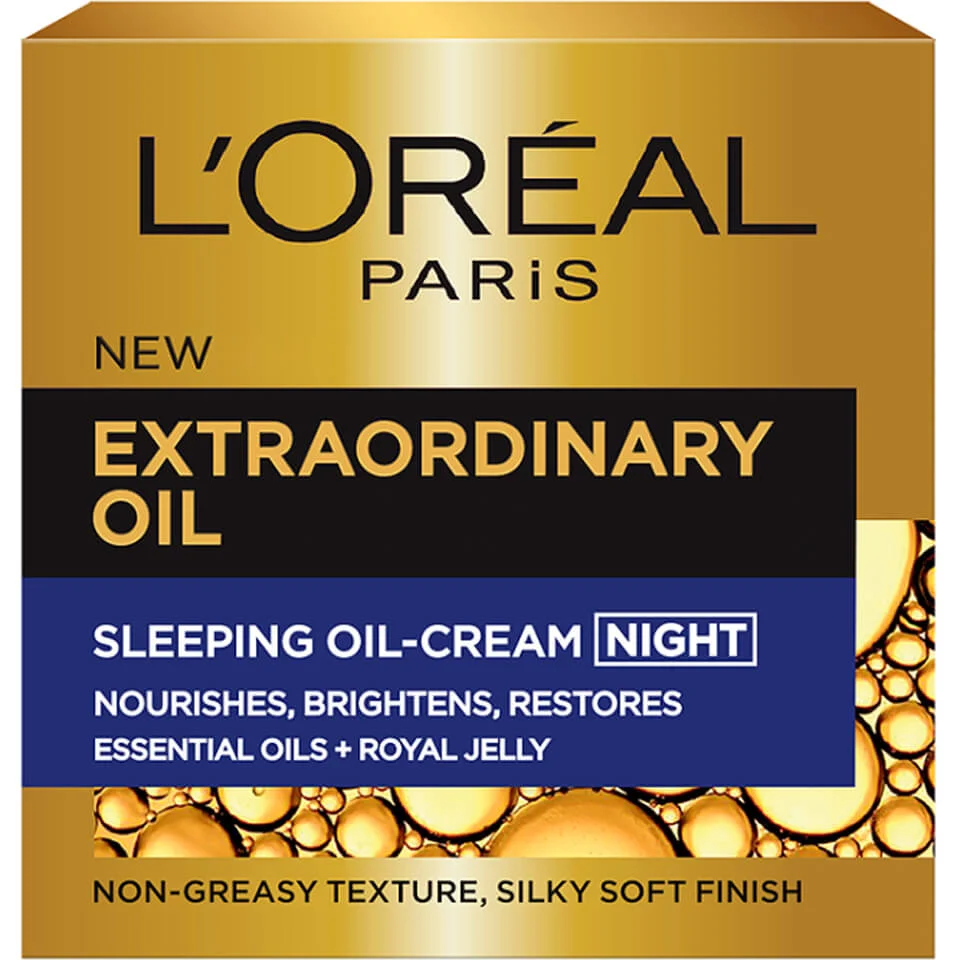 L'ORÉAL
PARiS
NEW
EXTRAORDINARY
OIL
SLEEPING OIL-CREAM NIGHT
NOURISHES, BRIGHTENS, RESTORES
ESSENTIAL OILS + ROYAL JELLY
NON-GREASY TEXTURE, SILKY SOFT FINISH